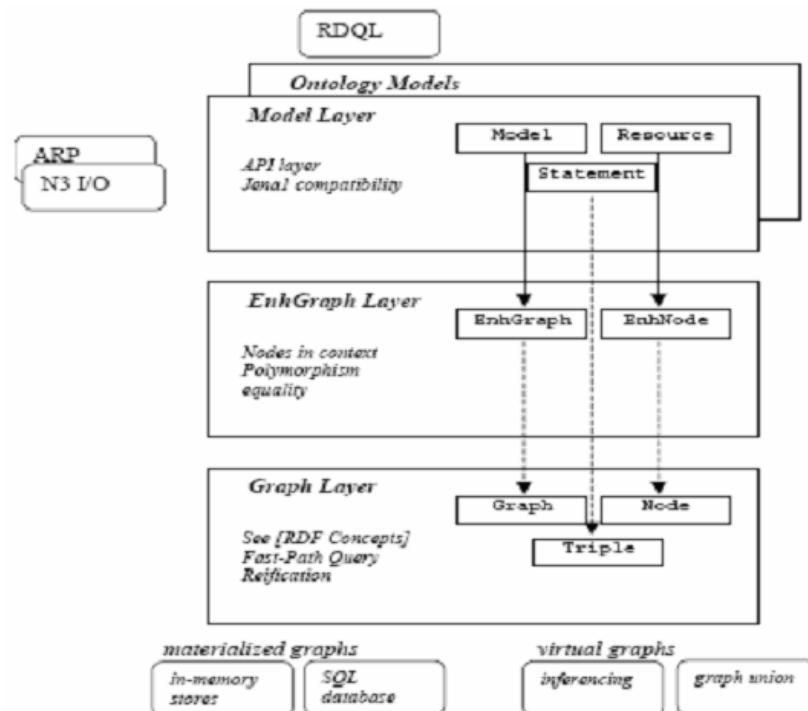 RDQL
Ontology Models
Model Layer
Model
Resource
ARP
N3 I/O
API layer
Jena1 compatibility
Statement
EnhGraph Layer
EnhGraph
EnhNode
Nodes in context
Polymorphism
equality
Graph Layer
Graph
Node
See [RDF Concepts]
Fast-Path Query
Reification
Triple
materialized graphs
virtual graphs
in-memory
stores
SQL
database
inferencing
graph union